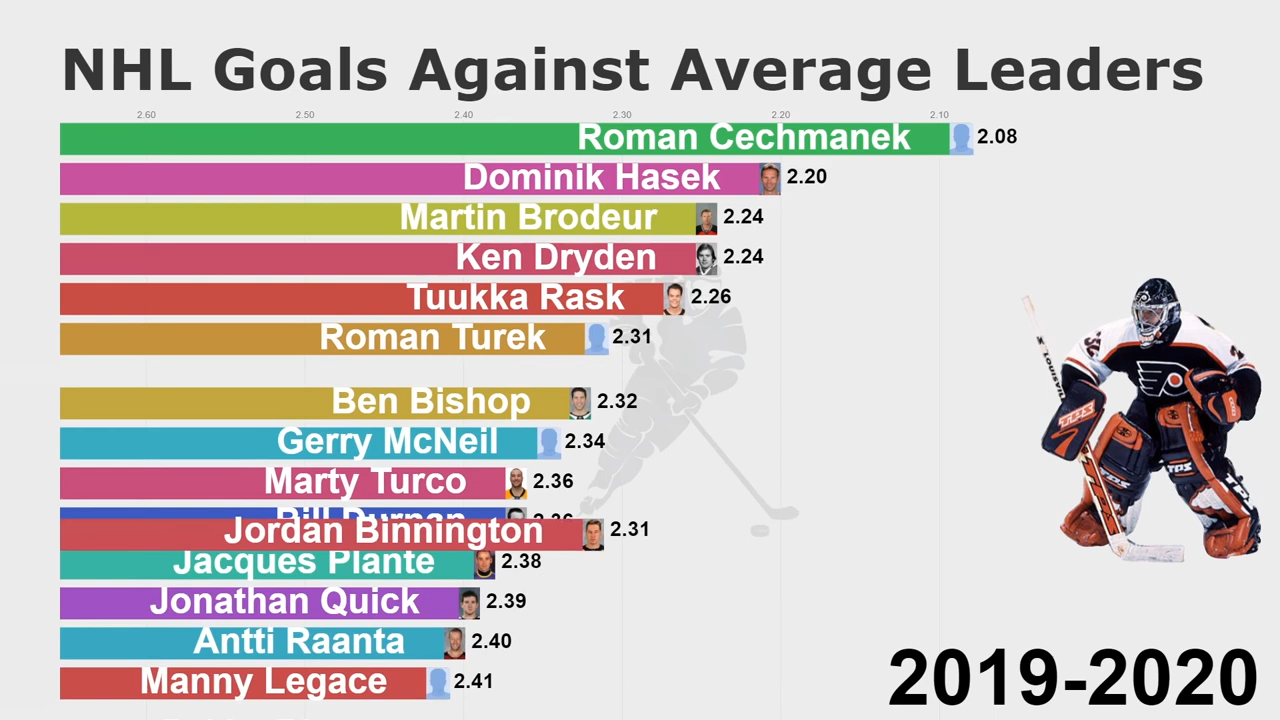 NHL Goals Against Average Leaders
2.60 2.50 2.40 2.30 2.20 2.10
Roman Cechmanek 2.08
Dominik Hasek 2.20
Martin Brodeur 2.24
Ken Dryden 2.24
Tuukka Rask 2.26
Roman Turek 2.31
Ben Bishop 2.32
Gerry McNeil 2.34
Marty Turco 2.36
Jordan Binnington 2.31
Jacques Plante 2.38
Jonathan Quick 2.39
Antti Raanta 2.40
Manny Legace 2.41
2019-2020